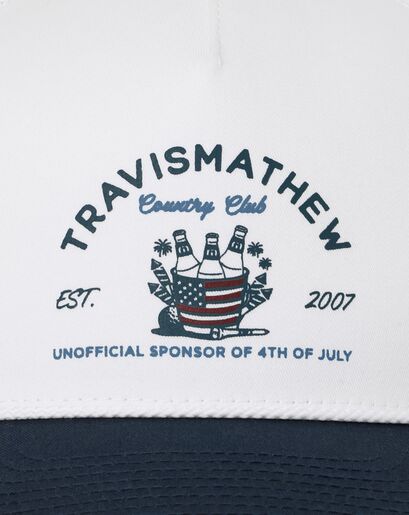 TRAVISMATHEW
Country Club
EST. 2007
UNOFFICIAL SPONSOR OF 4TH OF JULY